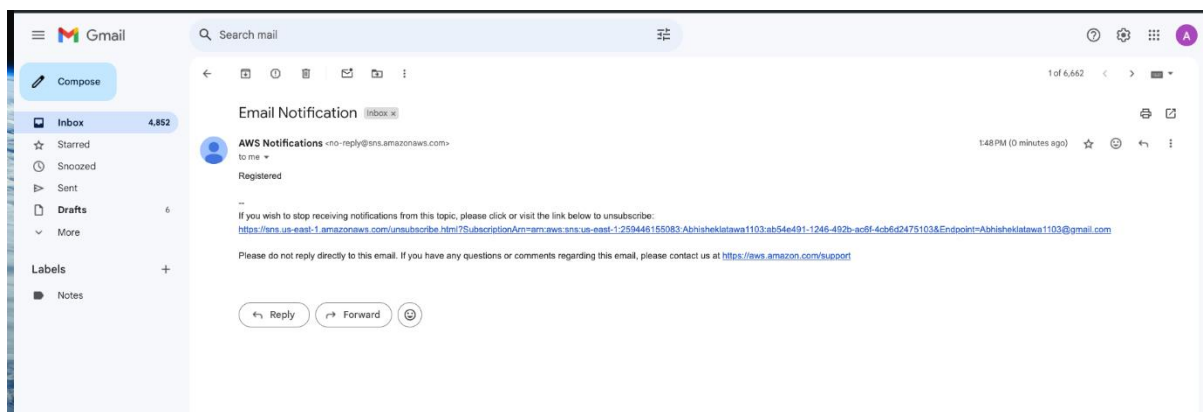 Gmail
Search mail
A
Compose
1 of 6,662
Inbox 4,852
Starred
Snoozed
Sent
Drafts 6
More
Labels +
Notes
Email Notification Inbox x
AWS Notifications <no-reply@sns.amazonaws.com>
1:48 PM (0 minutes ago)
to me
Registered
--
If you wish to stop receiving notifications from this topic, please click or visit the link below to unsubscribe:
https://sns.us-east-1.amazonaws.com/unsubscribe.html?SubscriptionArn=arn:aws:sns:us-east-1:259446155083:Abhisheklatawa1103:ab54e491-1246-492b-ac6f-4cb6d2475103&Endpoint=Abhisheklatawa1103@gmail.com
Please do not reply directly to this email. If you have any questions or comments regarding this email, please contact us at https://aws.amazon.com/support
Reply
Forward